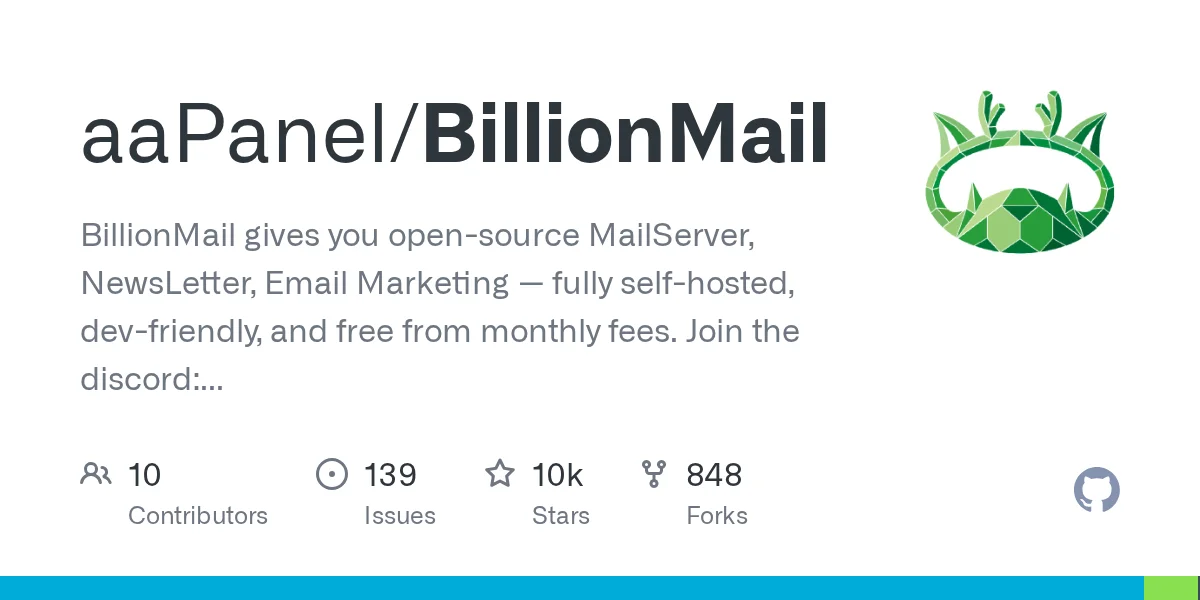 aaPanel/BillionMail
BillionMail gives you open-source MailServer,
NewsLetter, Email Marketing — fully self-hosted,
dev-friendly, and free from monthly fees. Join the
discord:...
10 139 10k 848
Contributors Issues Stars Forks